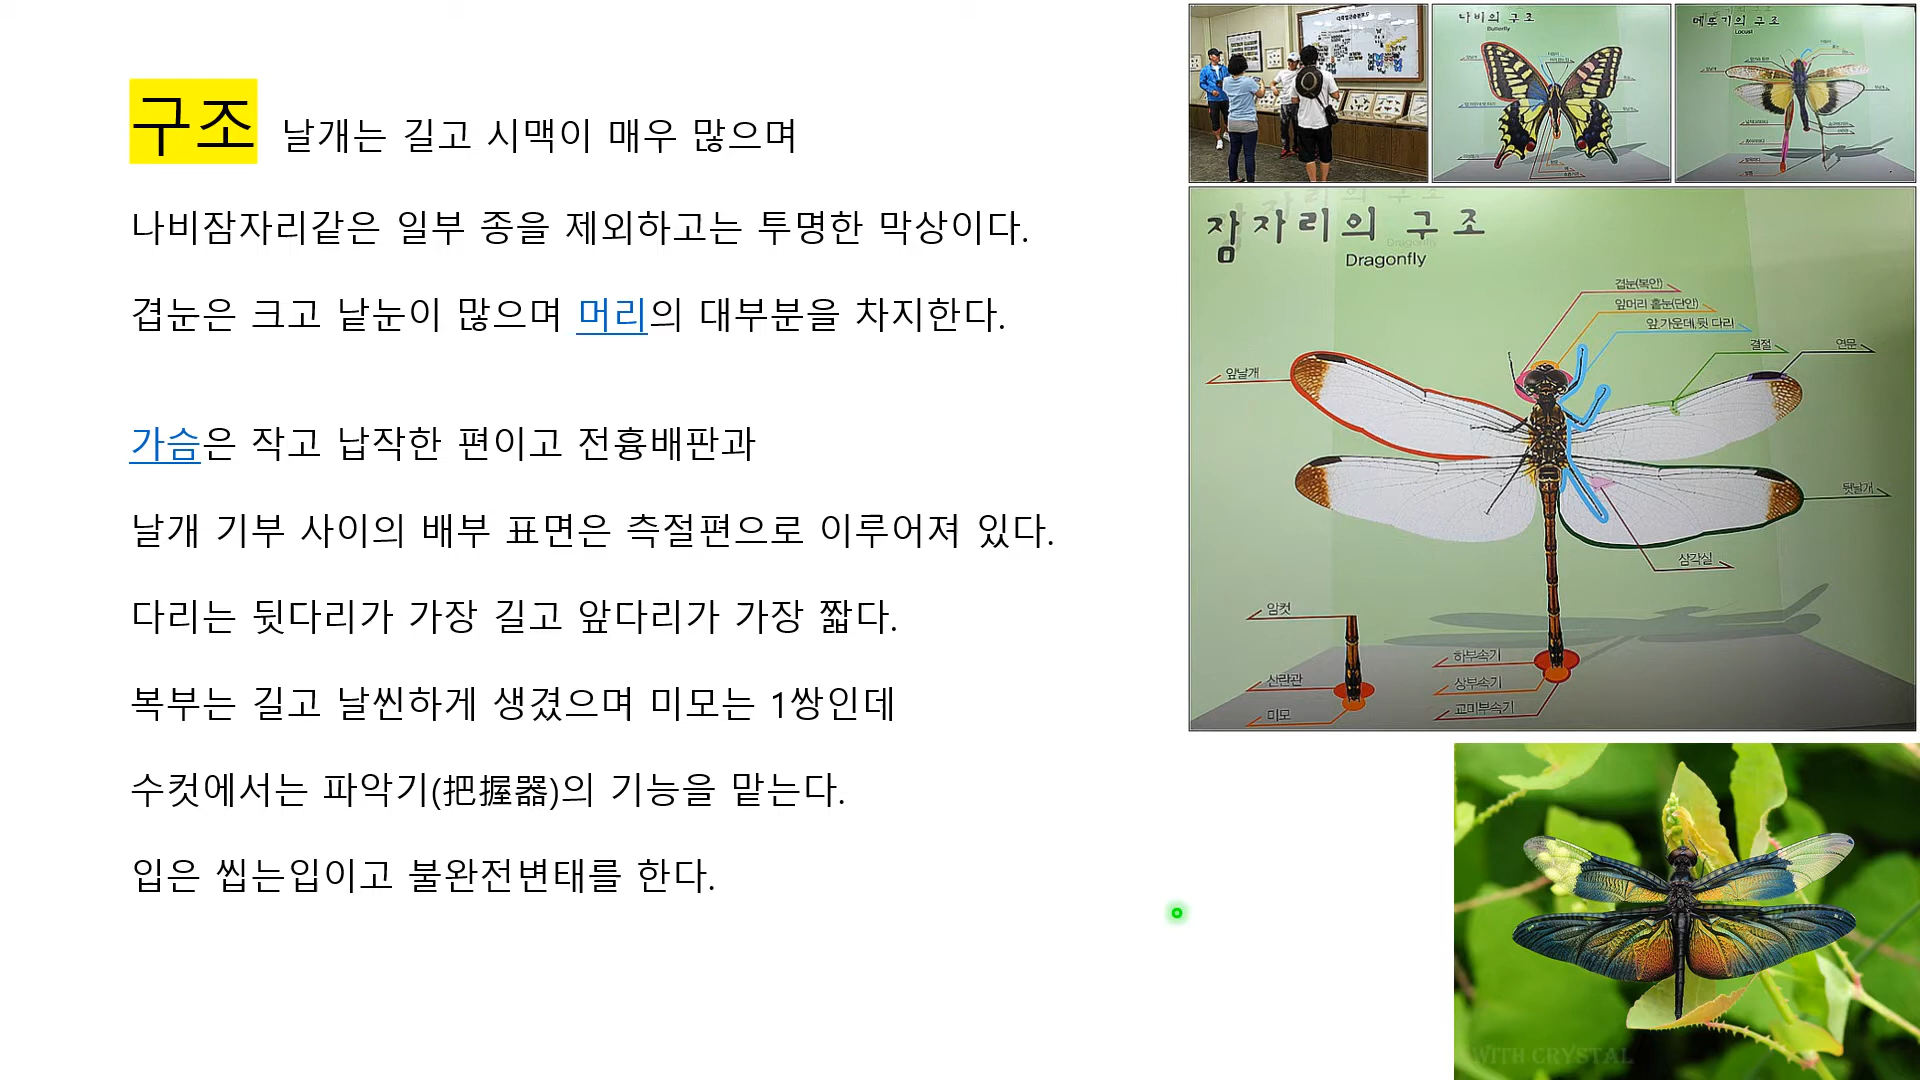 구조 날개는 길고 시맥이 매우 많으며
나비잠자리같은 일부 종을 제외하고는 투명한 막상이다.
겹눈은 크고 낱눈이 많으며 머리의 대부분을 차지한다.
가슴은 작고 납작한 편이고 전흉배판과
날개 기부 사이의 배부 표면은 측절편으로 이루어져 있다.
다리는 뒷다리가 가장 길고 앞다리가 가장 짧다.
복부는 길고 날씬하게 생겼으며 미모는 1쌍인데
수컷에서는 파악기(把握器)의 기능을 맡는다.
입은 씹는입이고 불완전변태를 한다.
나비의 구조
Butterfly
메뚜기의 구조
Locust
잠자리의 구조
Dragonfly
겹눈(복안)
앞머리 홑눈(단안)
앞,가운데,뒷 다리
결절
연문
앞날개
뒷날개
삼각실
암컷
산란관
미모
하부속기
상부속기
교미부속기
WITH CRYSTAL